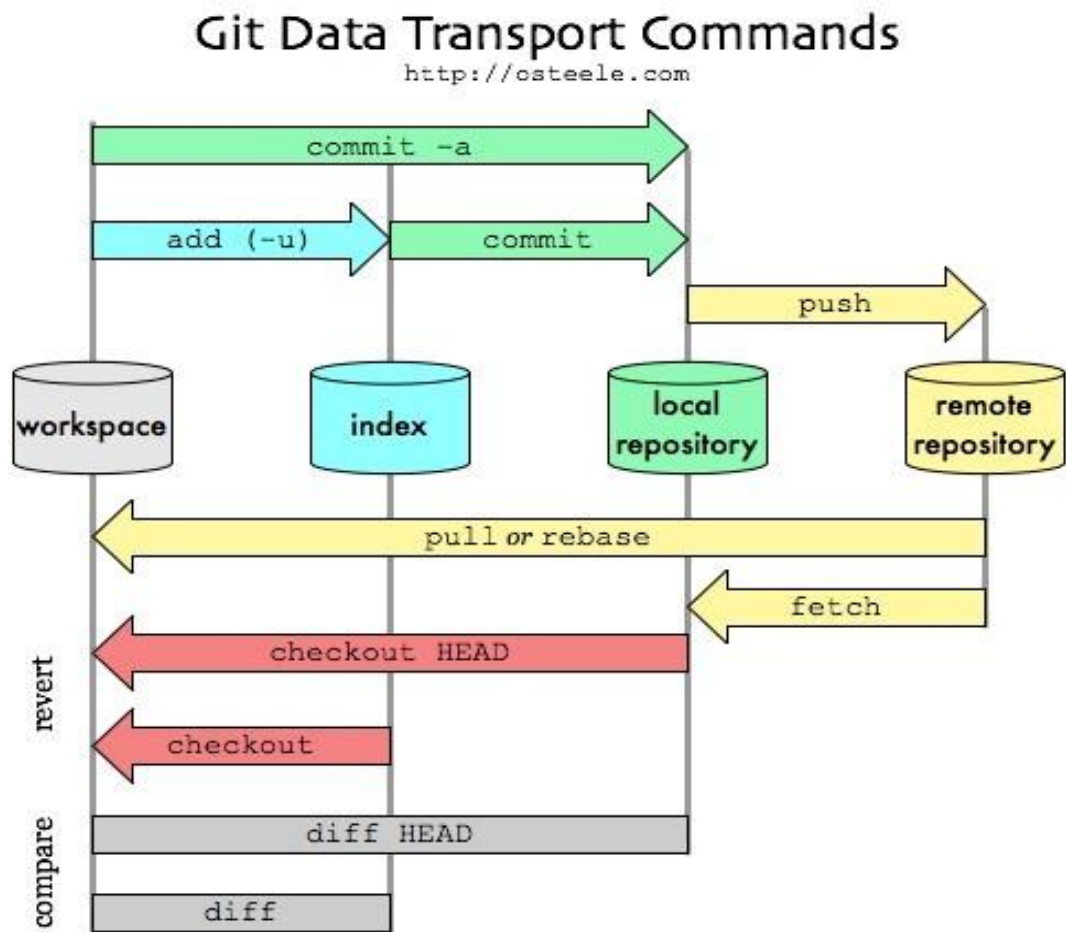 Git Data Transport Commands
http://osteele.com
commit -a
add (-u)
commit
push
workspace
index
local
repository
remote
repository
pull or rebase
fetch
revert
checkout HEAD
checkout
compare
diff HEAD
diff